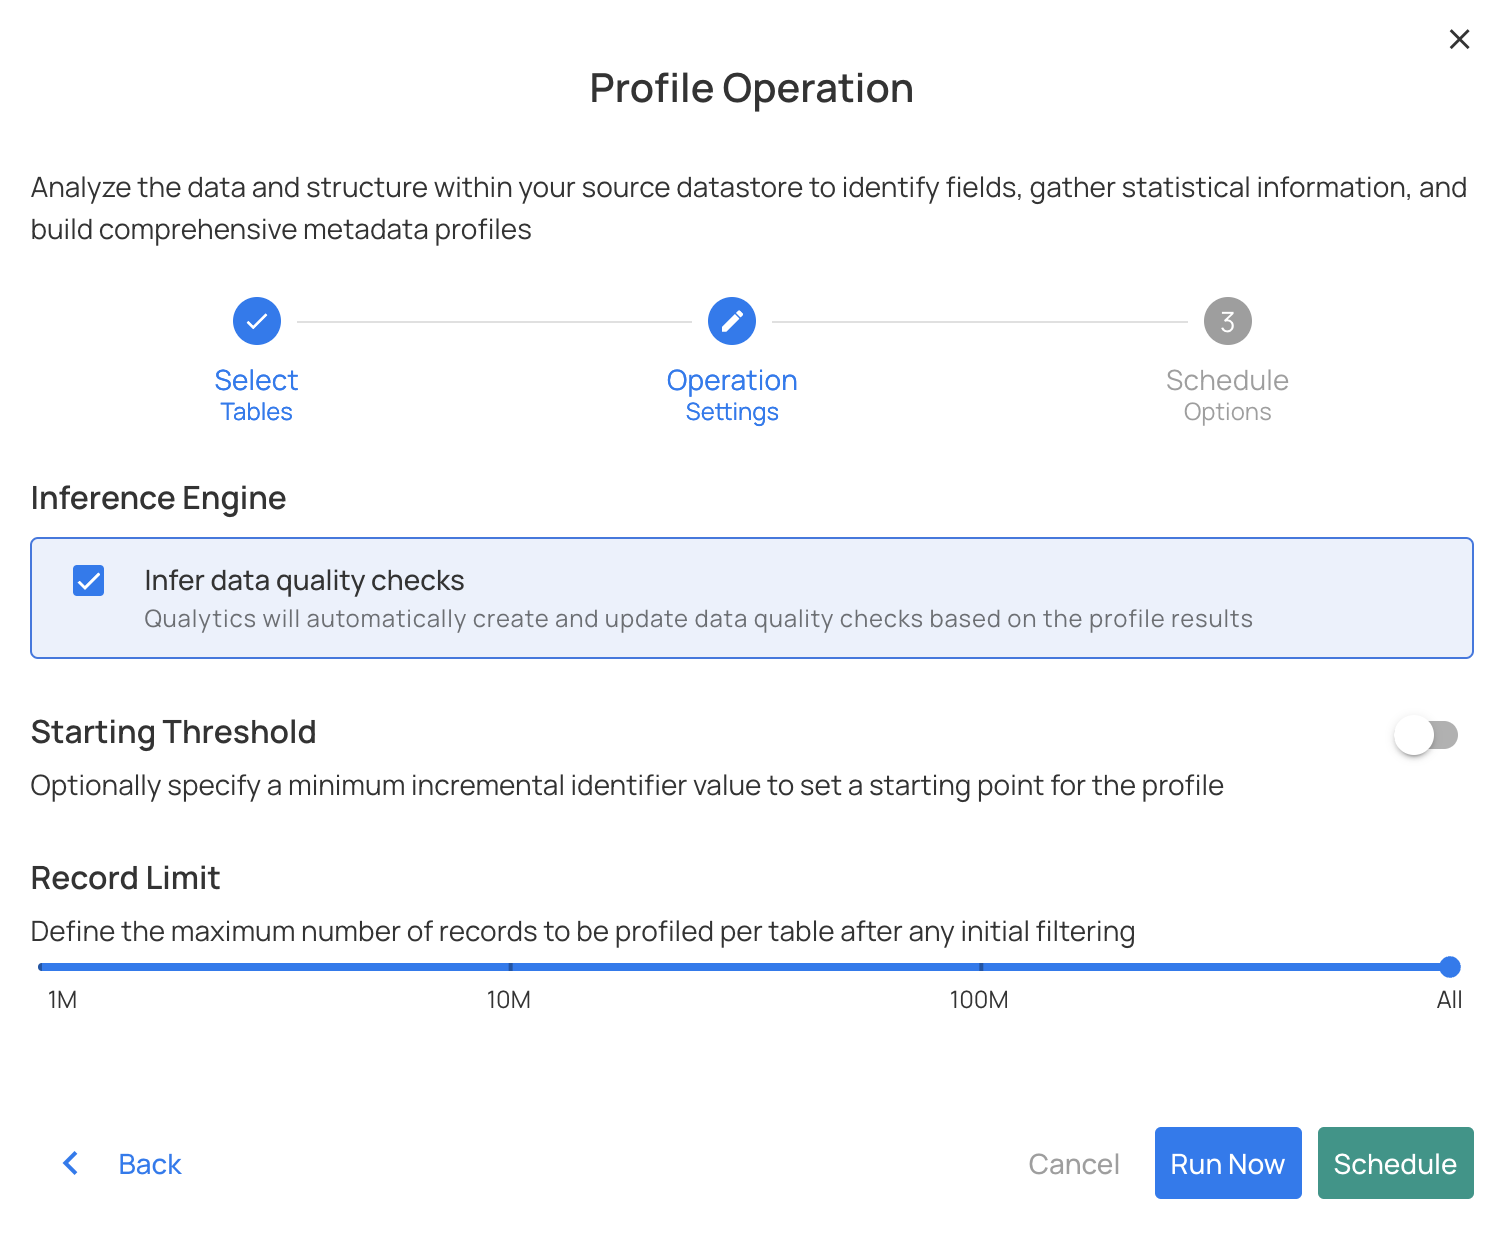 Profile Operation
Analyze the data and structure within your source datastore to identify fields, gather statistical information, and
build comprehensive metadata profiles
3
Select
Tables
Operation
Settings
Schedule
Options
Inference Engine
Infer data quality checks
Qualytics will automatically create and update data quality checks based on the profile results
Starting Threshold
Optionally specify a minimum incremental identifier value to set a starting point for the profile
Record Limit
Define the maximum number of records to be profiled per table after any initial filtering
1M 10M 100M All
Back Cancel Run Now Schedule